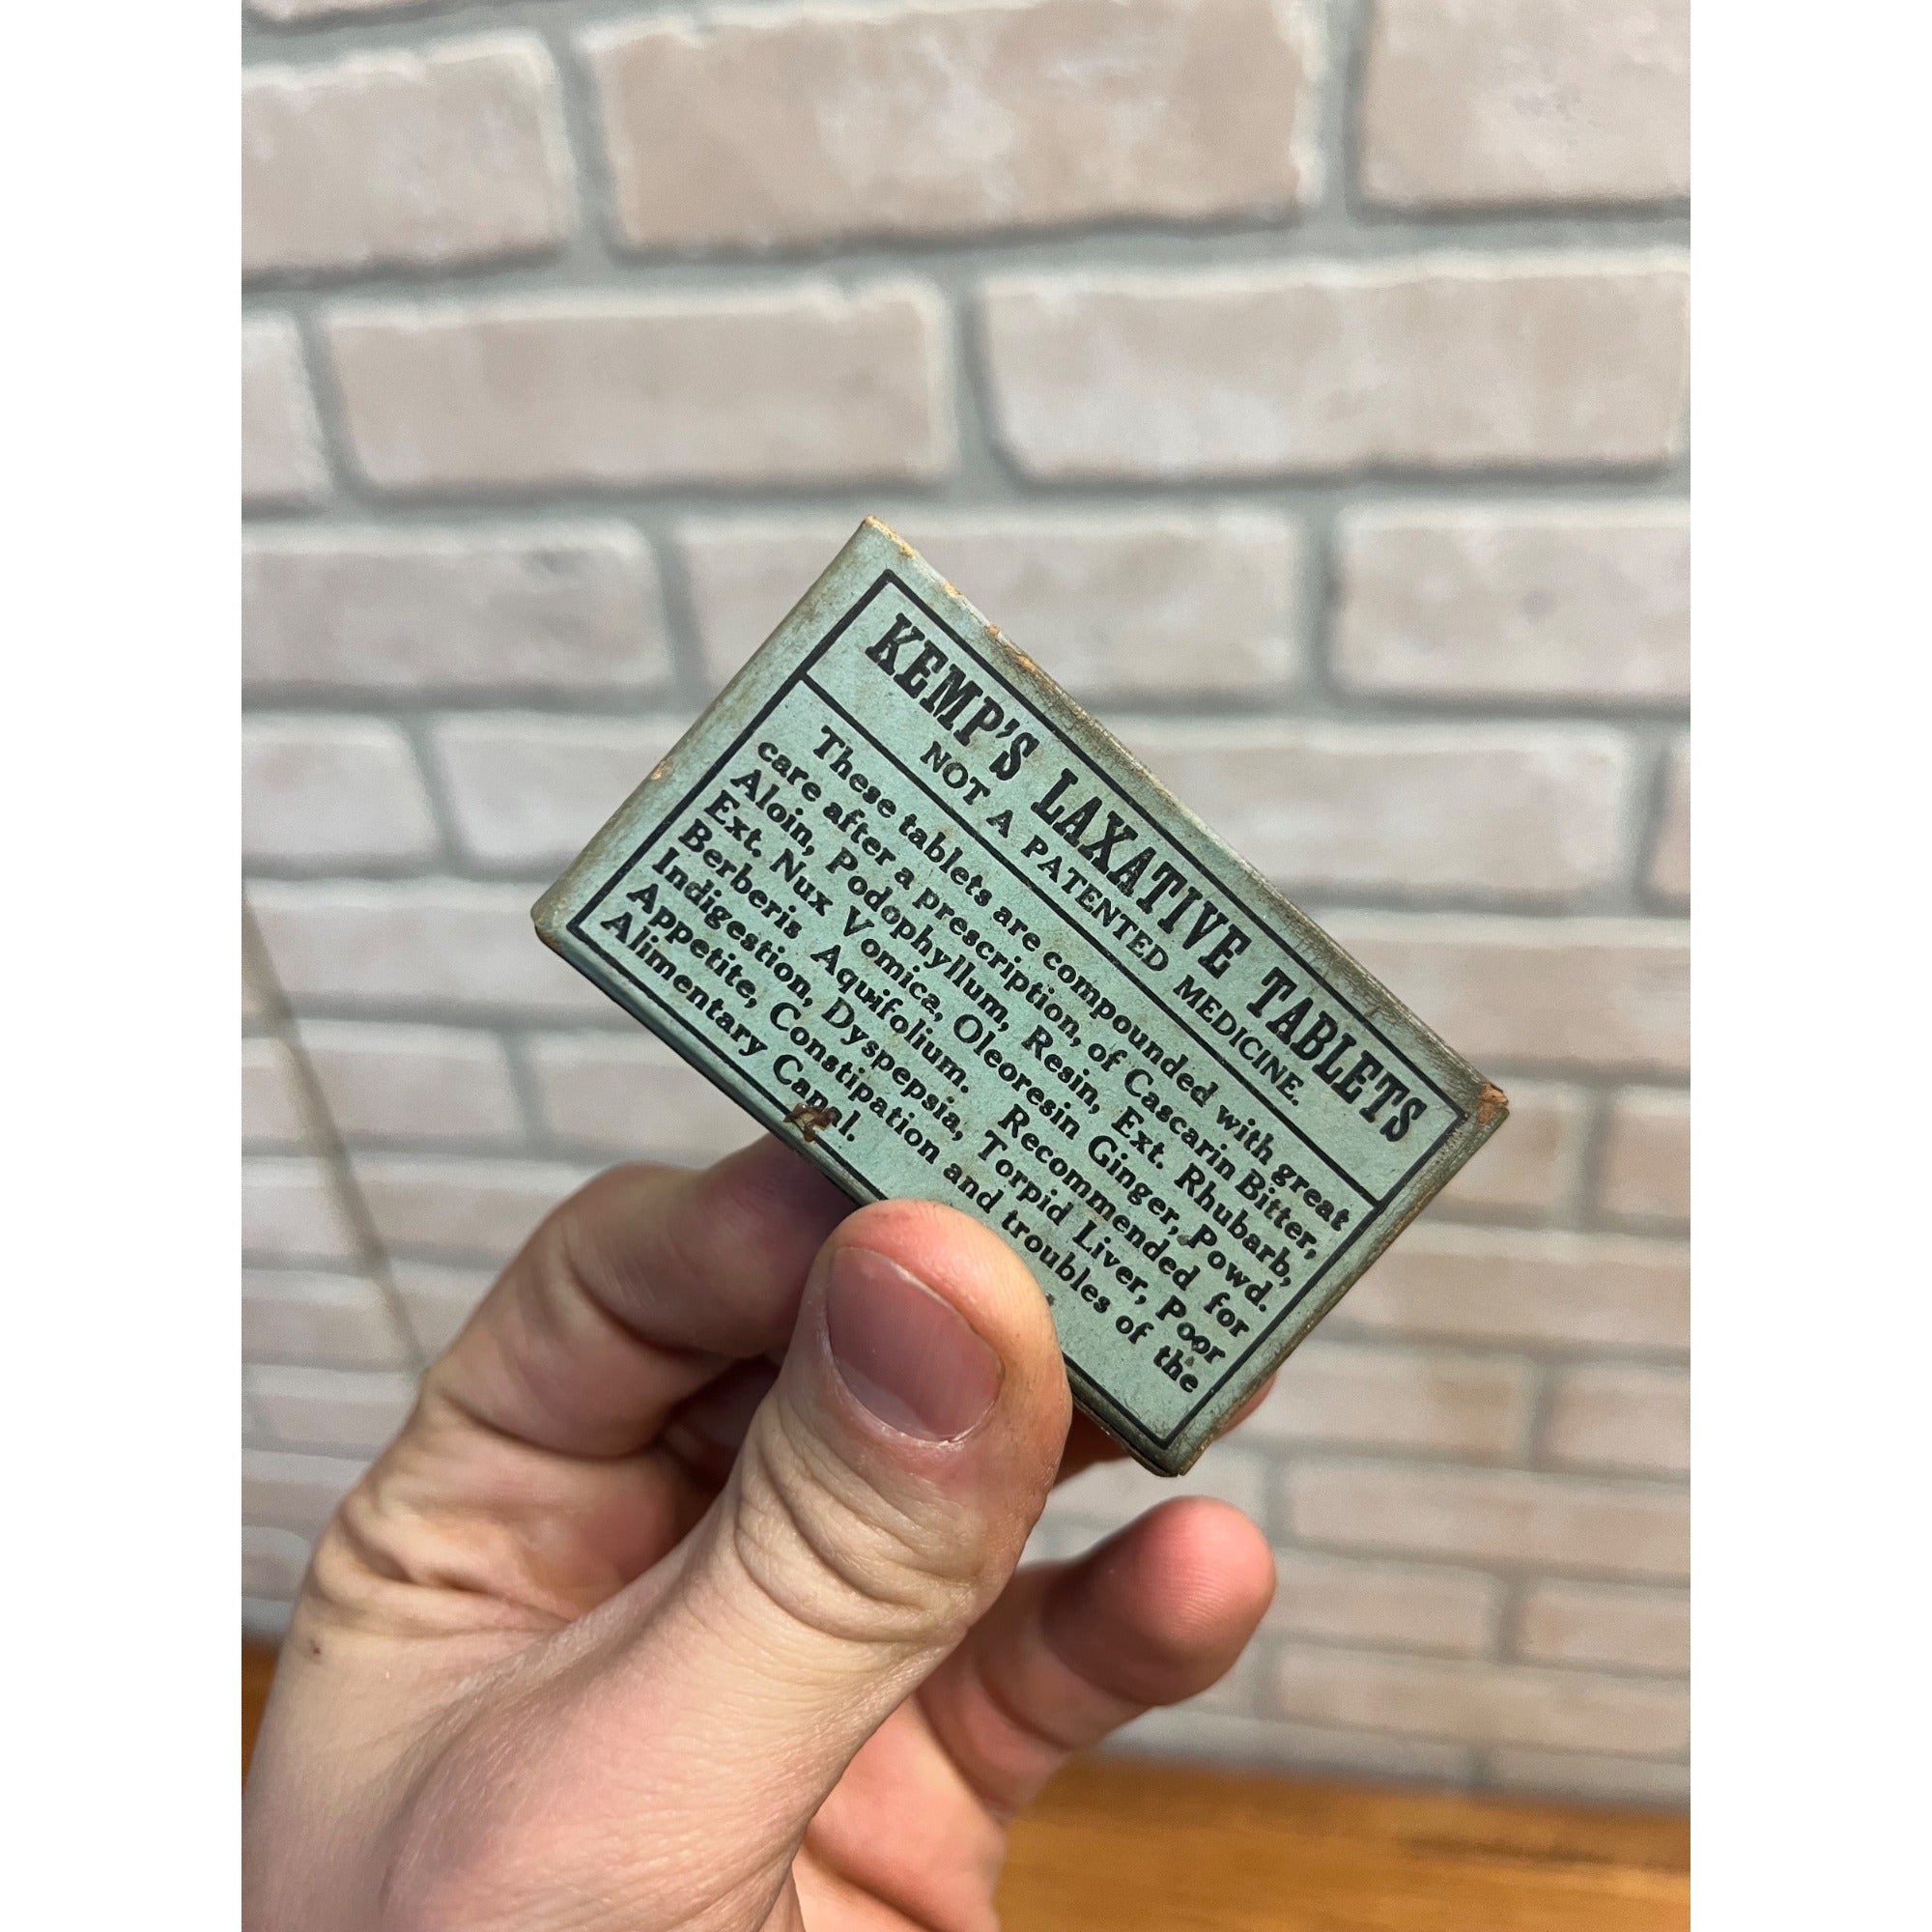 KEMP'S LAXATIVE TABLETS
NOT A PATENTED MEDICINE.
These tablets are compounded with great
care after a prescription, of Cascarin Bitter,
Aloin, Podophyllum, Resin, Ext. Rhubarb,
Ext. Nux Vomica, Oleoresin Ginger, Powd.
Berberis Aquifolium. Recommended for
Indigestion, Dyspepsia, Torpid Liver, Poor
Appetite, Constipation and troubles of the
Alimentary Canal.